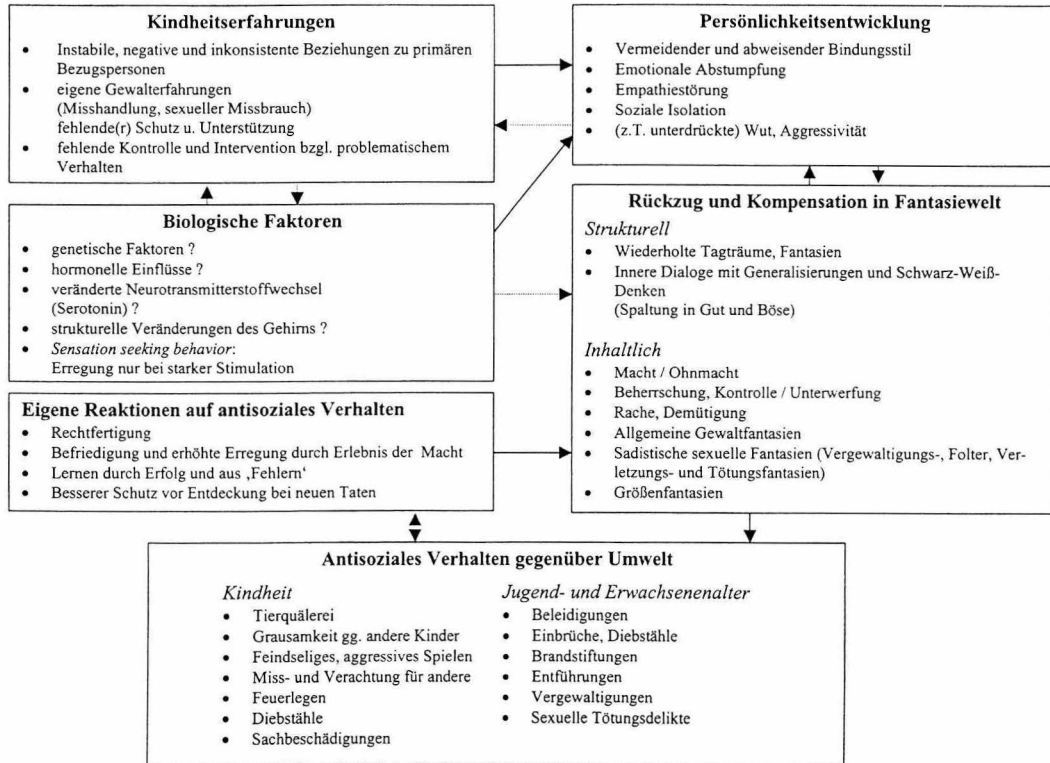 Kindheitserfahrungen
• Instabile, negative und inkonsistente Beziehungen zu primären
Bezugspersonen
• eigene Gewalterfahrungen
(Misshandlung, sexueller Missbrauch)
fehlende(r) Schutz u. Unterstützung
• fehlende Kontrolle und Intervention bzgl. problematischem
Verhalten
Persönlichkeitsentwicklung
• Vermeidender und abweisender Bindungsstil
• Emotionale Abstumpfung
• Empathiestörung
• Soziale Isolation
• (z.T. unterdrückte) Wut, Aggressivität
Biologische Faktoren
• genetische Faktoren ?
• hormonelle Einflüsse ?
• veränderte Neurotransmitterstoffwechsel
(Serotonin) ?
• strukturelle Veränderungen des Gehirns ?
• Sensation seeking behavior:
Erregung nur bei starker Stimulation
Rückzug und Kompensation in Fantasiewelt
Strukturell
• Wiederholte Tagträume, Fantasien
• Innere Dialoge mit Generalisierungen und Schwarz-Weiß-
Denken
(Spaltung in Gut und Böse)
Inhaltlich
• Macht / Ohnmacht
• Beherrschung, Kontrolle / Unterwerfung
• Rache, Demütigung
• Allgemeine Gewaltfantasien
• Sadistische sexuelle Fantasien (Vergewaltigungs-, Folter, Ver-
letzungs- und Tötungsfantasien)
• Größenfantasien
Eigene Reaktionen auf antisoziales Verhalten
• Rechtfertigung
• Befriedigung und erhöhte Erregung durch Erlebnis der Macht
• Lernen durch Erfolg und aus ‚Fehlern‘
• Besserer Schutz vor Entdeckung bei neuen Taten
Antisoziales Verhalten gegenüber Umwelt
Kindheit
• Tierquälerei
• Grausamkeit gg. andere Kinder
• Feindseliges, aggressives Spielen
• Miss- und Verachtung für andere
• Feuerlegen
• Diebstähle
• Sachbeschädigungen
Jugend- und Erwachsenenalter
• Beleidigungen
• Einbrüche, Diebstähle
• Brandstiftungen
• Entführungen
• Vergewaltigungen
• Sexuelle Tötungsdelikte